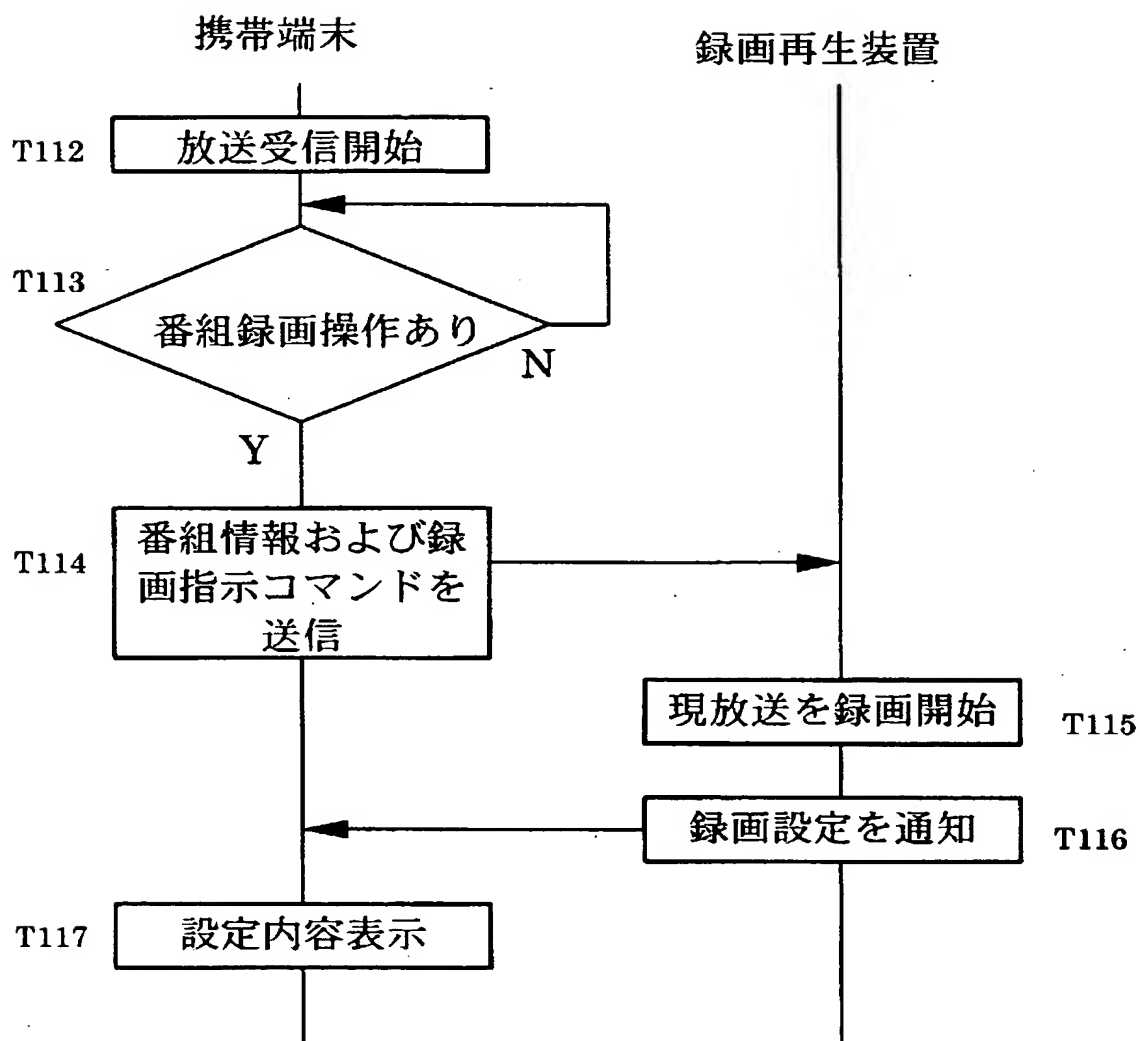 携帯端末
録画再生装置
T112
放送受信開始
T113
番組録画操作あり
N
Y
T114
番組情報および録
画指示コマンドを
送信
現放送を録画開始
T115
録画設定を通知
T116
T117
設定内容表示